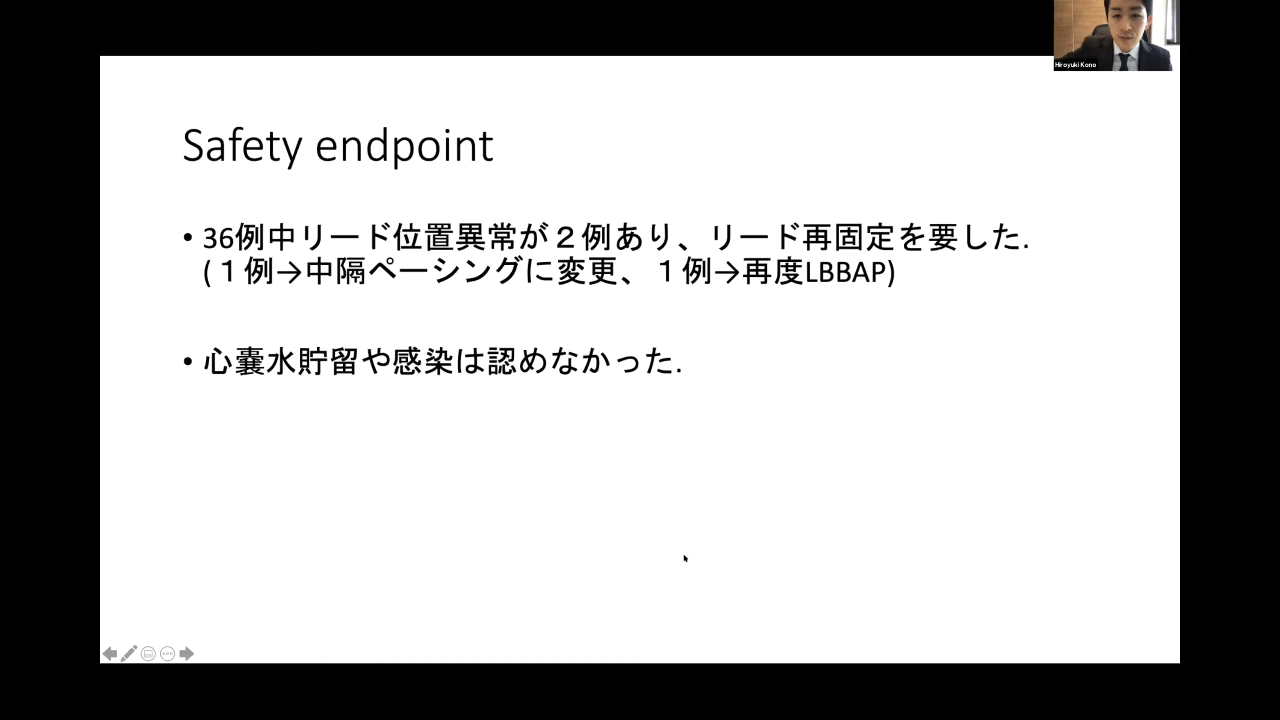 Hiroyuki Kono
Safety endpoint
• 36例中リード位置異常が２例あり、リード再固定を要した.
(１例→中隔ペーシングに変更、１例→再度LBBAP)
• 心嚢水貯留や感染は認めなかった.